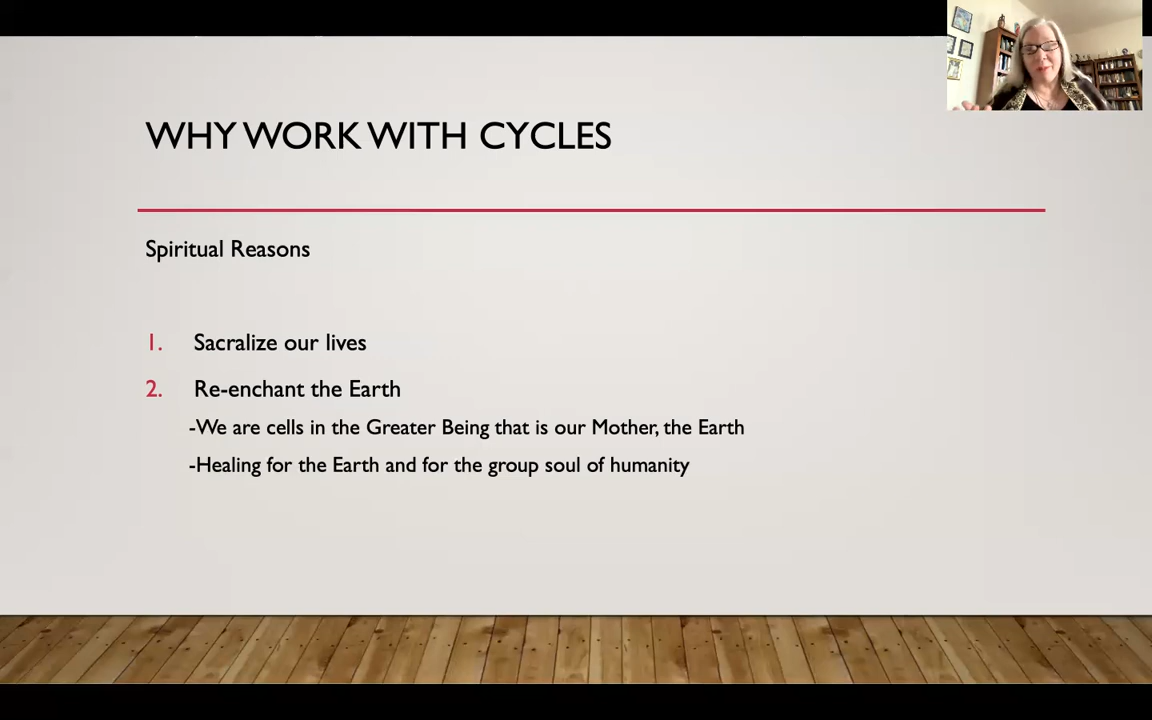 WHY WORK WITH CYCLES
Spiritual Reasons
1. Sacralize our lives
2. Re-enchant the Earth
-We are cells in the Greater Being that is our Mother, the Earth
-Healing for the Earth and for the group soul of humanity